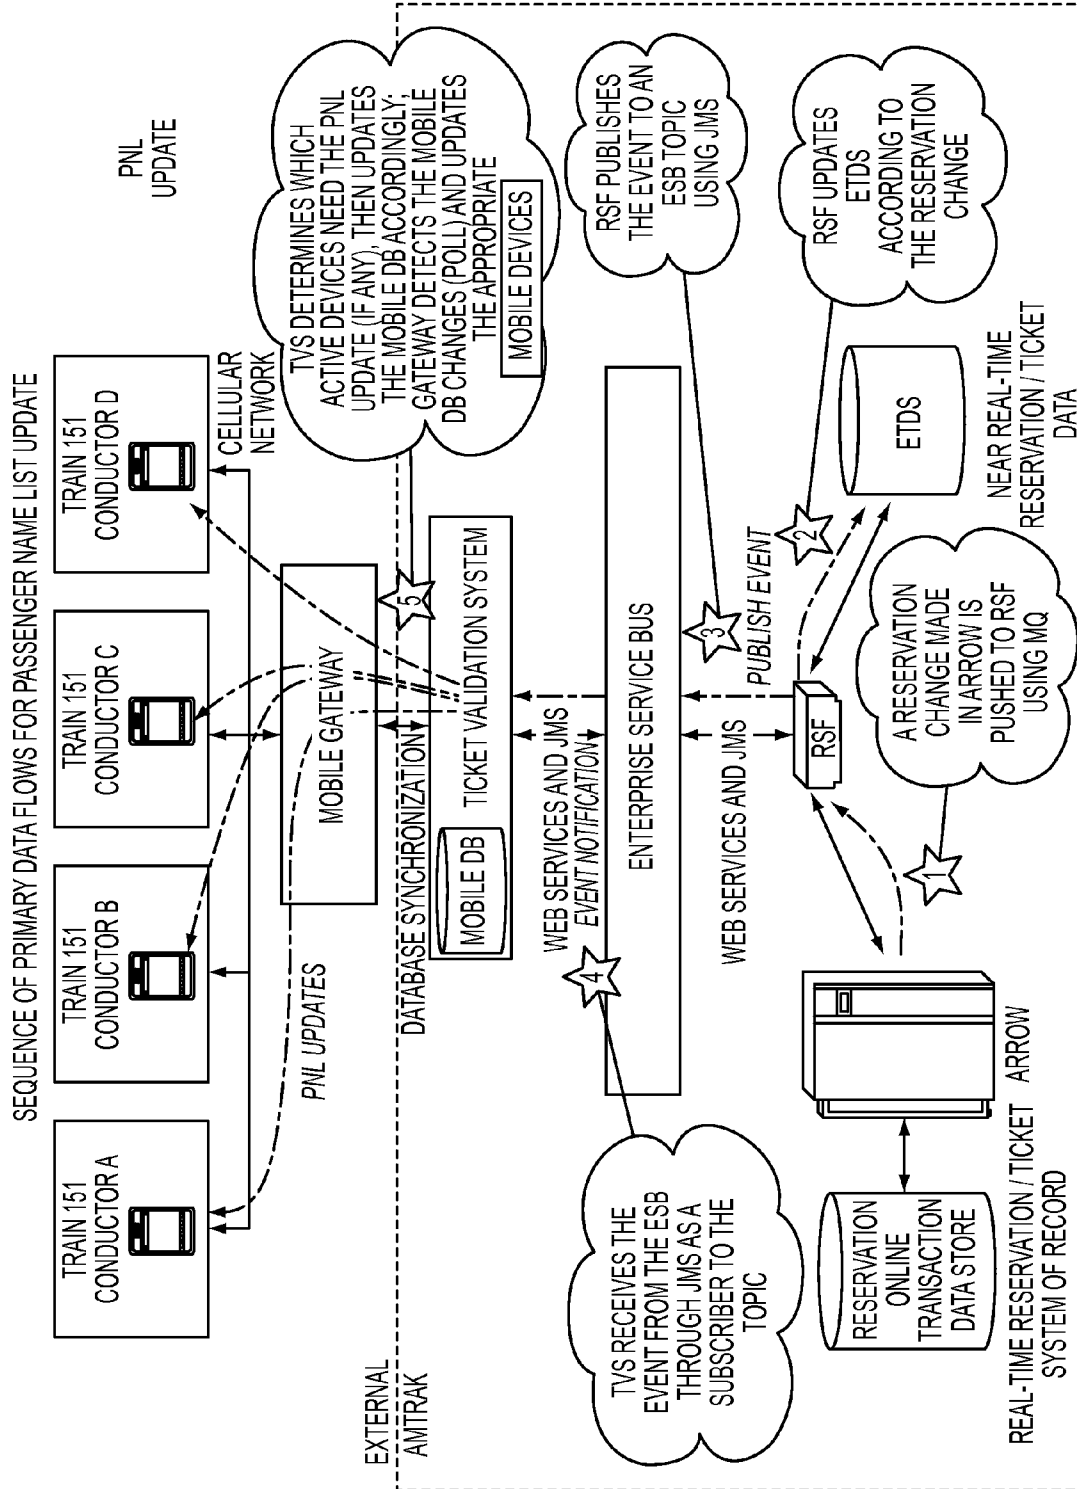 SEQUENCE OF PRIMARY DATA FLOWS FOR PASSENGER NAME LIST UPDATE
PNL
UPDATE
TRAIN 151
CONDUCTOR A
TRAIN 151
CONDUCTOR B
TRAIN 151
CONDUCTOR C
TRAIN 151
CONDUCTOR D
CELLULAR
NETWORK
PNL UPDATES
MOBILE GATEWAY
TVS DETERMINES WHICH
ACTIVE DEVICES NEED THE PNL
UPDATE (IF ANY), THEN UPDATES
THE MOBILE DB ACCORDINGLY;
GATEWAY DETECTS THE MOBILE
DB CHANGES (POLL) AND UPDATES
THE APPROPRIATE
MOBILE DEVICES
EXTERNAL
AMTRAK
DATABASE SYNCHRONIZATION
5
MOBILE DB
TICKET VALIDATION SYSTEM
WEB SERVICES AND JMS
EVENT NOTIFICATION
4
TVS RECEIVES THE
EVENT FROM THE ESB
THROUGH JMS AS A
SUBSCRIBER TO THE
TOPIC
ENTERPRISE SERVICE BUS
RSF PUBLISHES
THE EVENT TO AN
ESB TOPIC
USING JMS
WEB SERVICES AND JMS
3
PUBLISH EVENT
2
RSF UPDATES
ETDS
ACCORDING TO
THE RESERVATION
CHANGE
RSF
ETDS
NEAR REAL-TIME
RESERVATION / TICKET
DATA
1
A RESERVATION
CHANGE MADE
IN ARROW IS
PUSHED TO RSF
USING MQ
RESERVATION
ONLINE
TRANSACTION
DATA STORE
ARROW
REAL-TIME RESERVATION / TICKET
SYSTEM OF RECORD